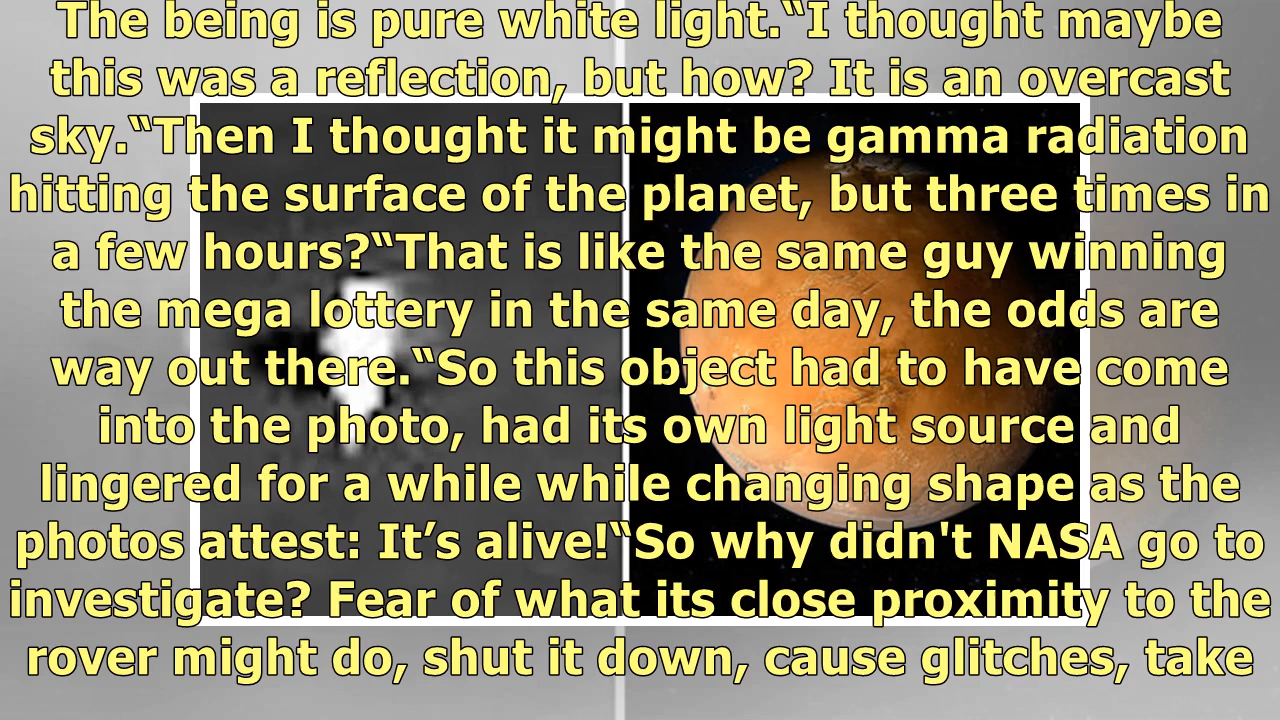 The being is pure white light.“I thought maybe
this was a reflection, but how? It is an overcast
sky.“Then I thought it might be gamma radiation
hitting the surface of the planet, but three times in
a few hours?“That is like the same guy winning
the mega lottery in the same day, the odds are
way out there.“So this object had to have come
into the photo, had its own light source and
lingered for a while while changing shape as the
photos attest: It’s alive!“So why didn't NASA go to
investigate? Fear of what its close proximity to the
rover might do, shut it down, cause glitches, take